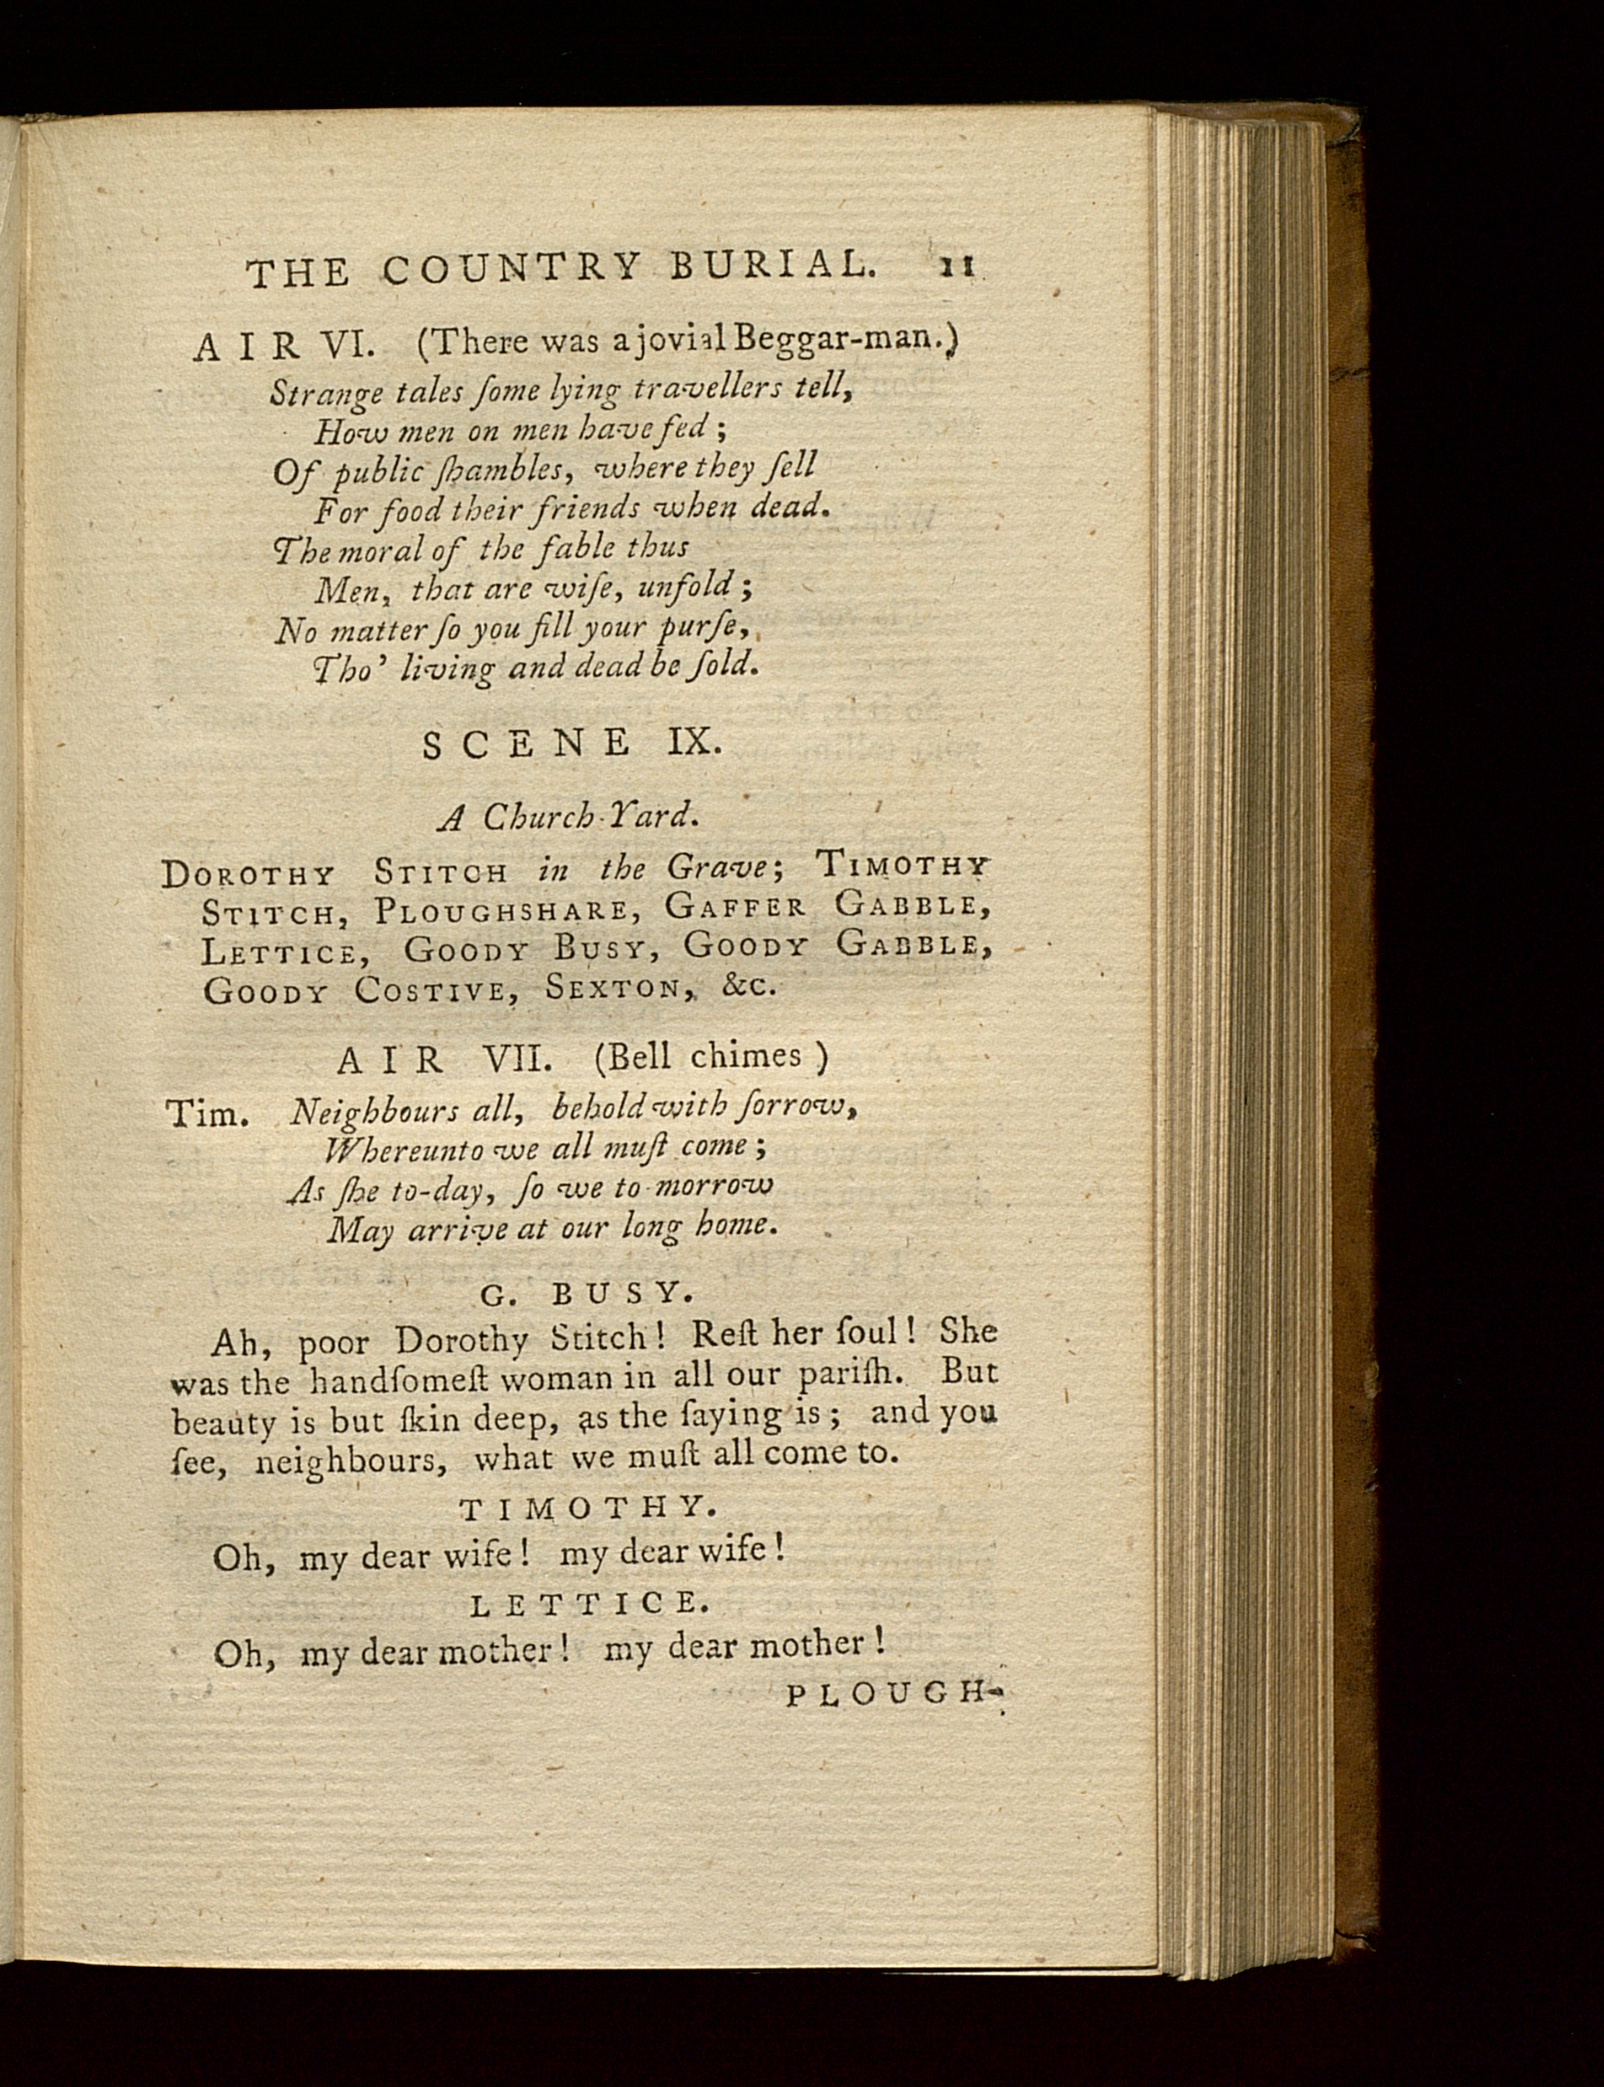 THE COUNTRY BURIAL. 11
AIR VI. (There was a jovial Beggar-man.)
Strange tales ſome lying travellers tell,
How men on men have fed ;
Of public ſhambles, where they ſell
For food their friends when dead.
The moral of the fable thus
Men, that are wiſe, unfold ;
No matter ſo you fill your purſe,
Tho' living and dead be ſold.
SCENE IX.
A Church-Yard.
DOROTHY STITCH in the Grave; TIMOTHY
STITCH, PLOUGHSHARE, GAFFER GABBLE,
LETTICE, GOODY BUSY, GOODY GABBLE,
GOODY COSTIVE, SEXTON, &c.
AIR VII. (Bell chimes )
Tim. Neighbours all, behold with ſorrow,
Whereunto we all muſt come ;
As ſhe to-day, ſo we to-morrow
May arrive at our long home.
G. BUSY.
Ah, poor Dorothy Stitch! Reſt her ſoul! She
was the handſomeſt woman in all our pariſh. But
beauty is but ſkin deep, as the ſaying is ; and you
ſee, neighbours, what we muſt all come to.
TIMOTHY.
Oh, my dear wife! my dear wife!
LETTICE.
Oh, my dear mother! my dear mother!
PLOUGH-